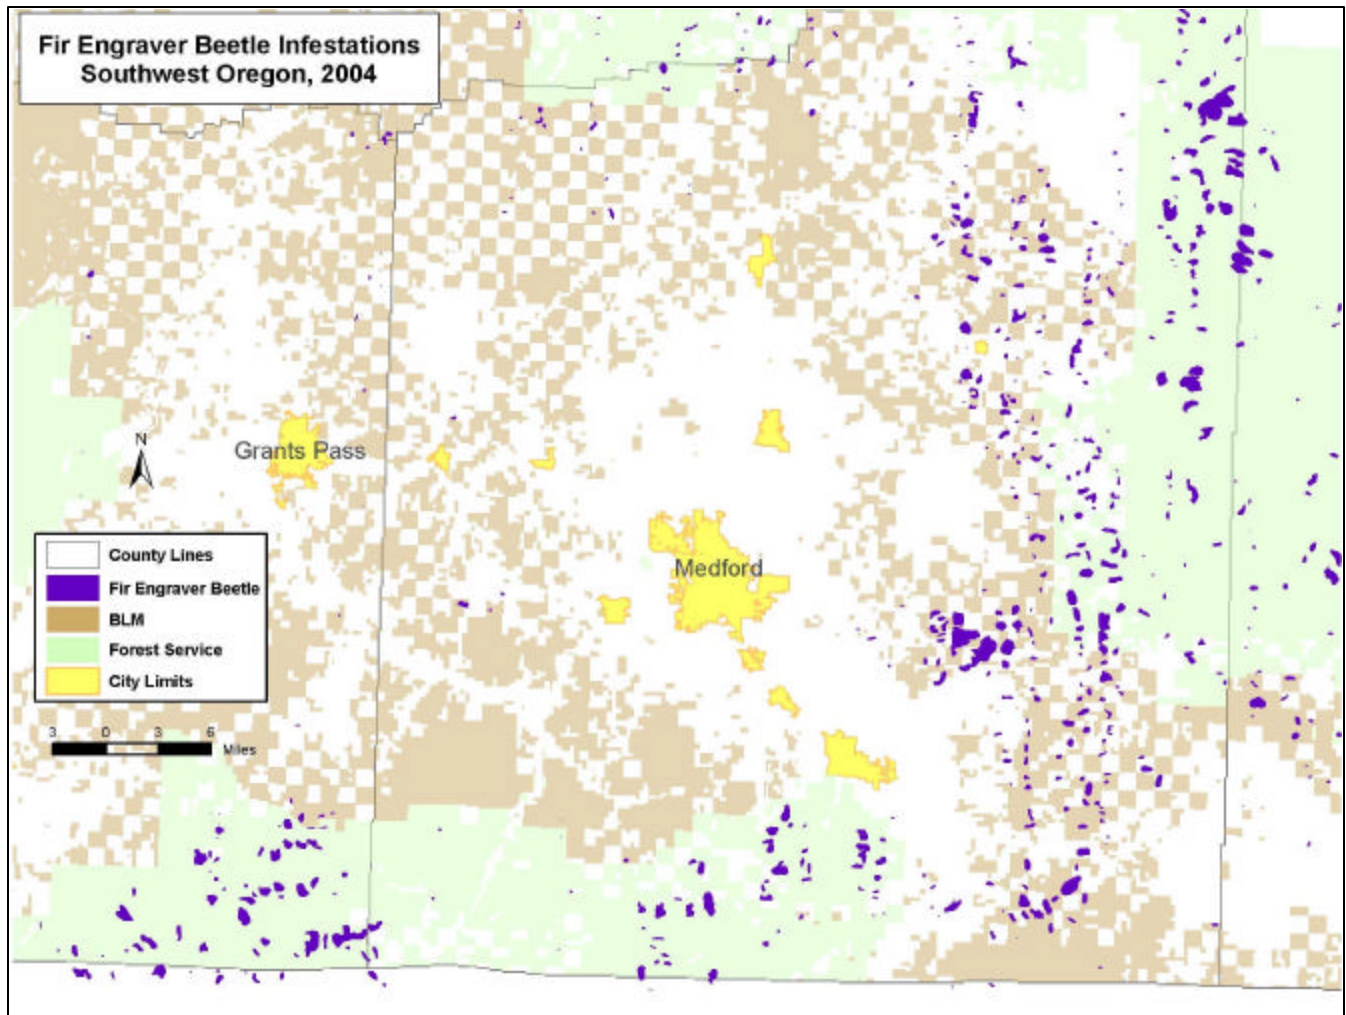 Fir Engraver Beetle Infestations
Southwest Oregon, 2004
Grants Pass
N
Medford
County Lines
Fir Engraver Beetle
BLM
Forest Service
City Limits
3 0 3 6
Miles